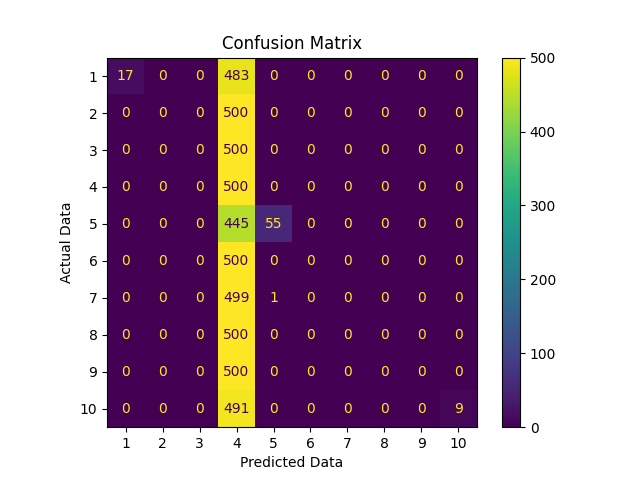 Confusion Matrix
1 17 0 0 483 0 0 0 0 0 0
2 0 0 0 500 0 0 0 0 0 0
3 0 0 0 500 0 0 0 0 0 0
4 0 0 0 500 0 0 0 0 0 0
5 0 0 0 445 55 0 0 0 0 0
6 0 0 0 500 0 0 0 0 0 0
7 0 0 0 499 1 0 0 0 0 0
8 0 0 0 500 0 0 0 0 0 0
9 0 0 0 500 0 0 0 0 0 0
10 0 0 0 491 0 0 0 0 0 9
1 2 3 4 5 6 7 8 9 10
Predicted Data
Actual Data
500
400
300
200
100
0